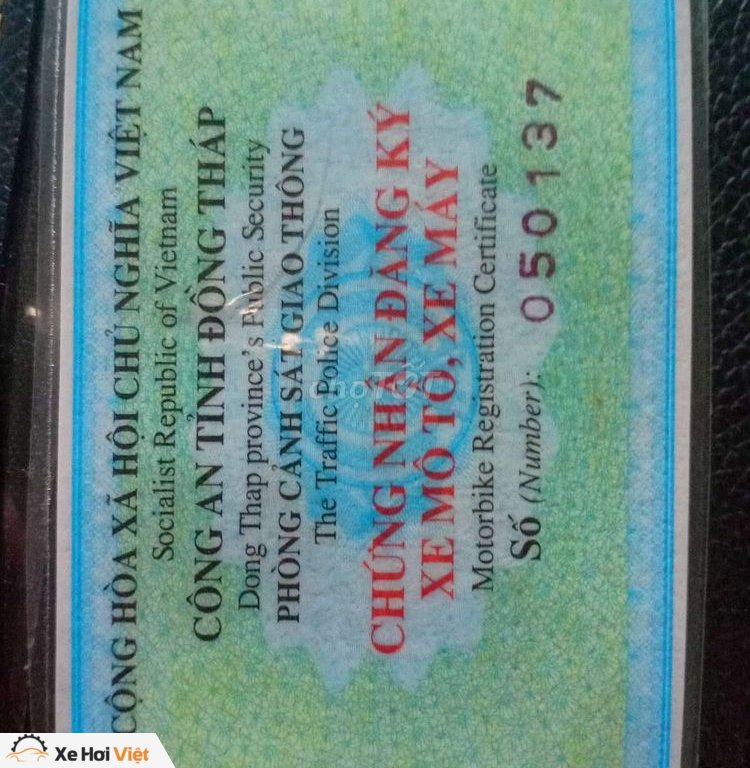 CỘNG HÒA XÃ HỘI CHỦ NGHĨA VIỆT NAM
Socialist Republic of Vietnam
CÔNG AN TỈNH ĐỒNG THÁP
Dong Thap province's Public Security
PHÒNG CẢNH SÁT GIAO THÔNG
The Traffic Police Division
CHỨNG NHẬN ĐĂNG KÝ
XE MÔ TÔ, XE MÁY
Motorbike Registration Certificate
Số (Number): 050137
choTỐT
Xe Hơi Việt